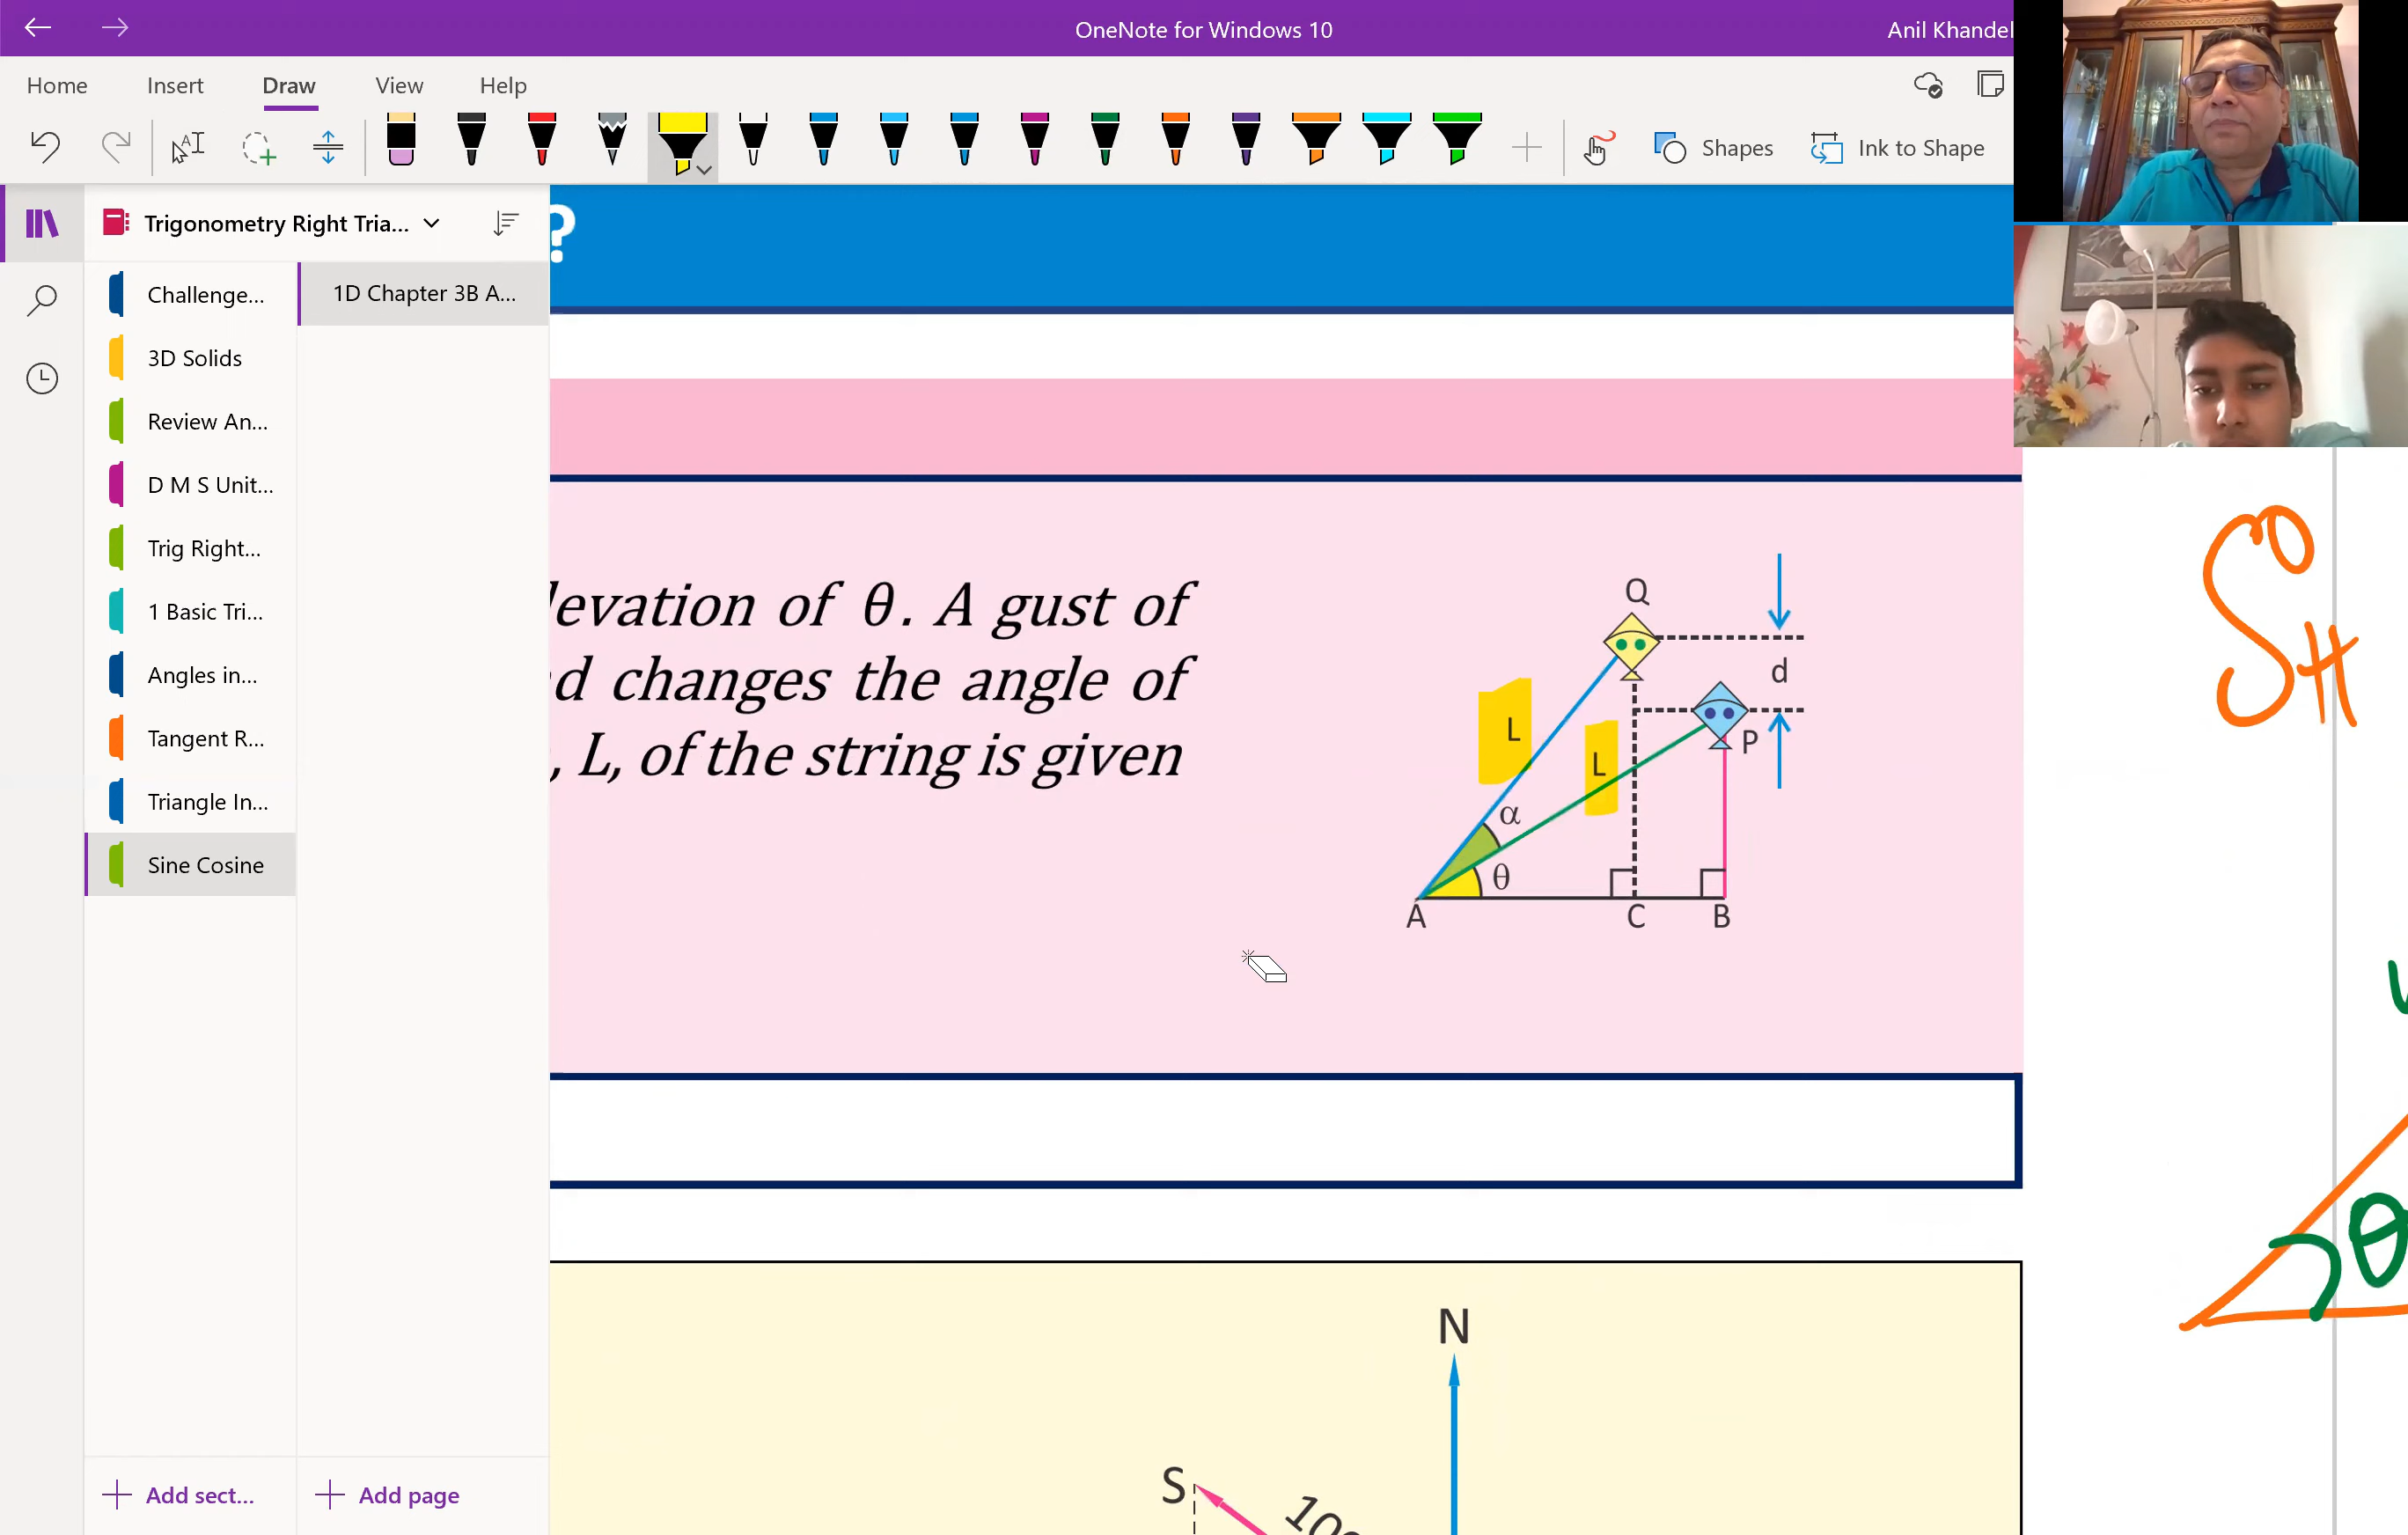 OneNote for Windows 10
Anil Khandel
Home Insert Draw View Help
Shapes
Ink to Shape
Trigonometry Right Tria...
Challenge...
3D Solids
Review An...
D M S Unit...
Trig Right...
1 Basic Tri...
Angles in...
Tangent R...
Triangle In...
Sine Cosine
1D Chapter 3B A...
?
levation of θ. A gust of
d changes the angle of
, L, of the string is given
Q
d
L
L
P
α
θ
A C B
N
S
100
S O
H
θ
Add sect...
Add page